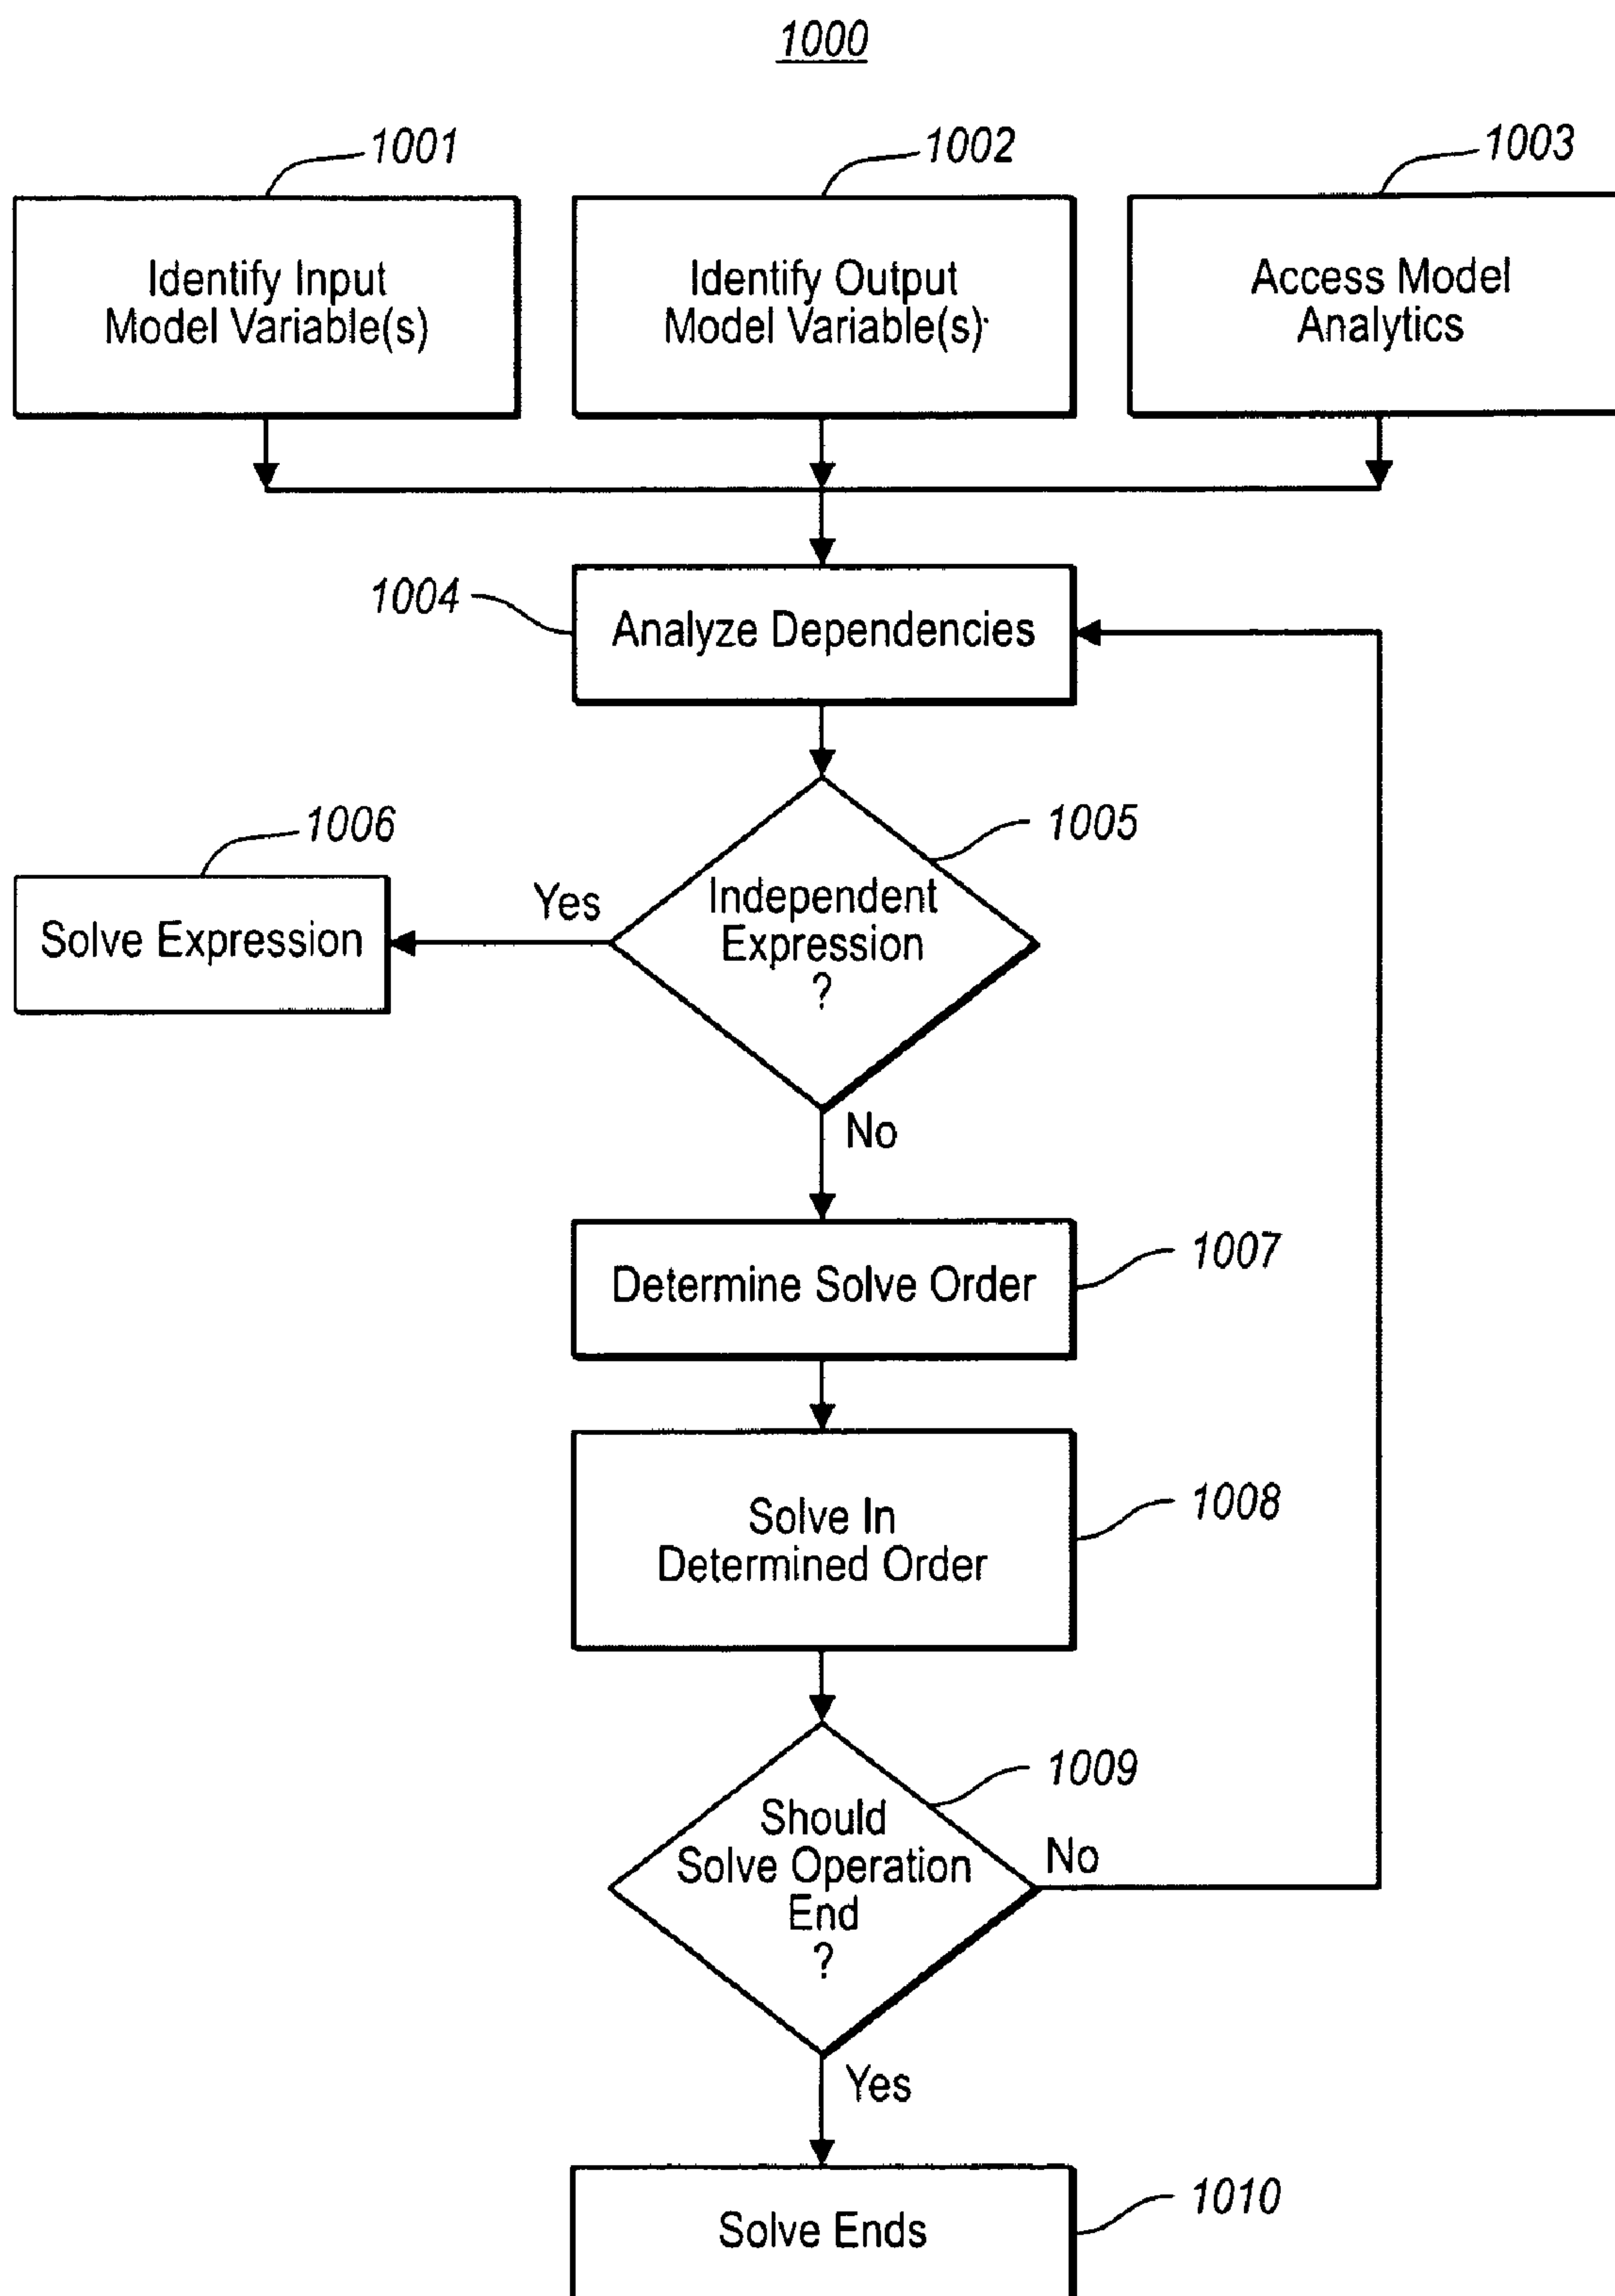 1000
1001
1002
1003
Identify Input
Model Variable(s)
Identify Output
Model Variable(s)
Access Model
Analytics
1004
Analyze Dependencies
1005
1006
Yes
Independent
Expression
?
Solve Expression
No
1007
Determine Solve Order
1008
Solve In
Determined Order
1009
Should
Solve Operation
End
?
No
Yes
1010
Solve Ends